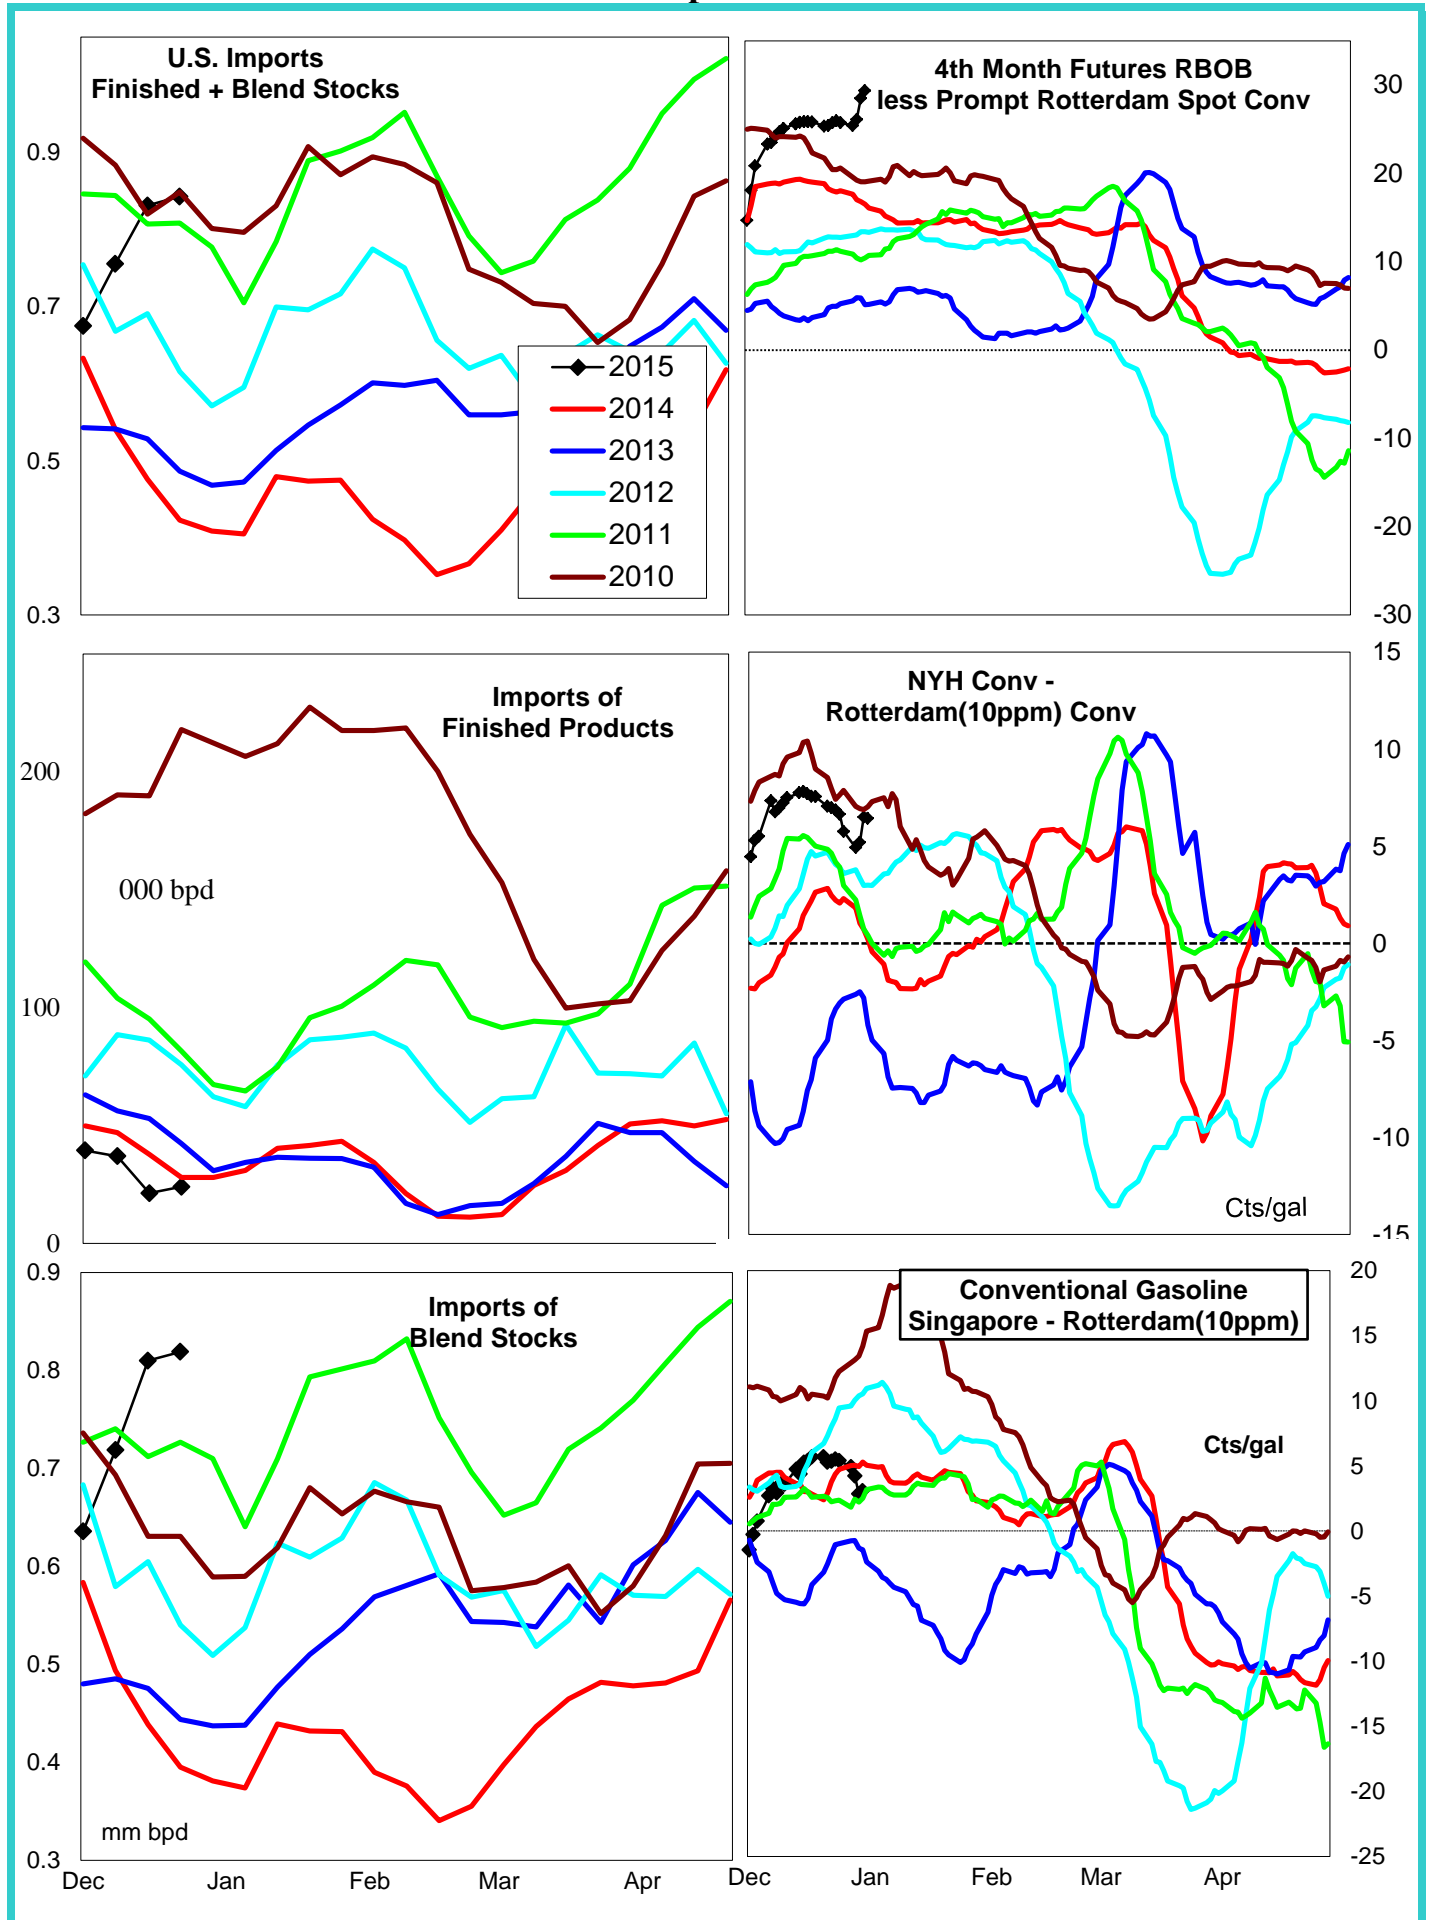 U.S. Imports
Finished + Blend Stocks
0.9
0.7
0.5
0.3
2015
2014
2013
2012
2011
2010
4th Month Futures RBOB
less Prompt Rotterdam Spot Conv
30
20
10
0
-10
-20
-30
Imports of
Finished Products
200
000 bpd
100
0
NYH Conv -
Rotterdam(10ppm) Conv
15
10
5
0
-5
-10
Cts/gal
-15
Imports of
Blend Stocks
0.9
0.8
0.7
0.6
0.5
0.4
mm bpd
0.3
Dec Jan Feb Mar Apr
Conventional Gasoline
Singapore - Rotterdam(10ppm)
20
15
10
Cts/gal
5
0
-5
-10
-15
-20
-25
Dec Jan Feb Mar Apr